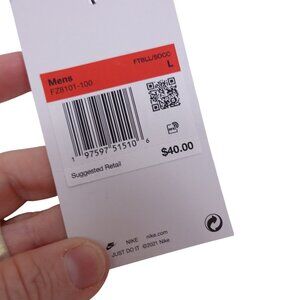 FTBLL/SOCC
Mens
L
FZ8101-100
1 97597 51510 6
$40.00
Suggested Retail
NIKE nike.com
JUST DO IT ©2021 Nike